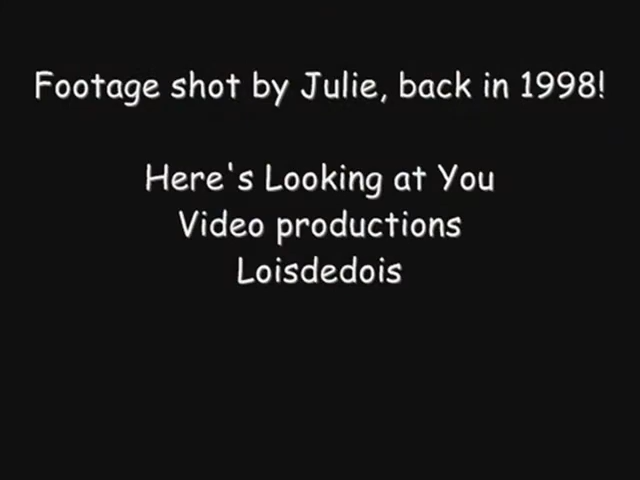 Footage shot by Julie, back in 1998!
Here's Looking at You
Video productions
Loisdedois